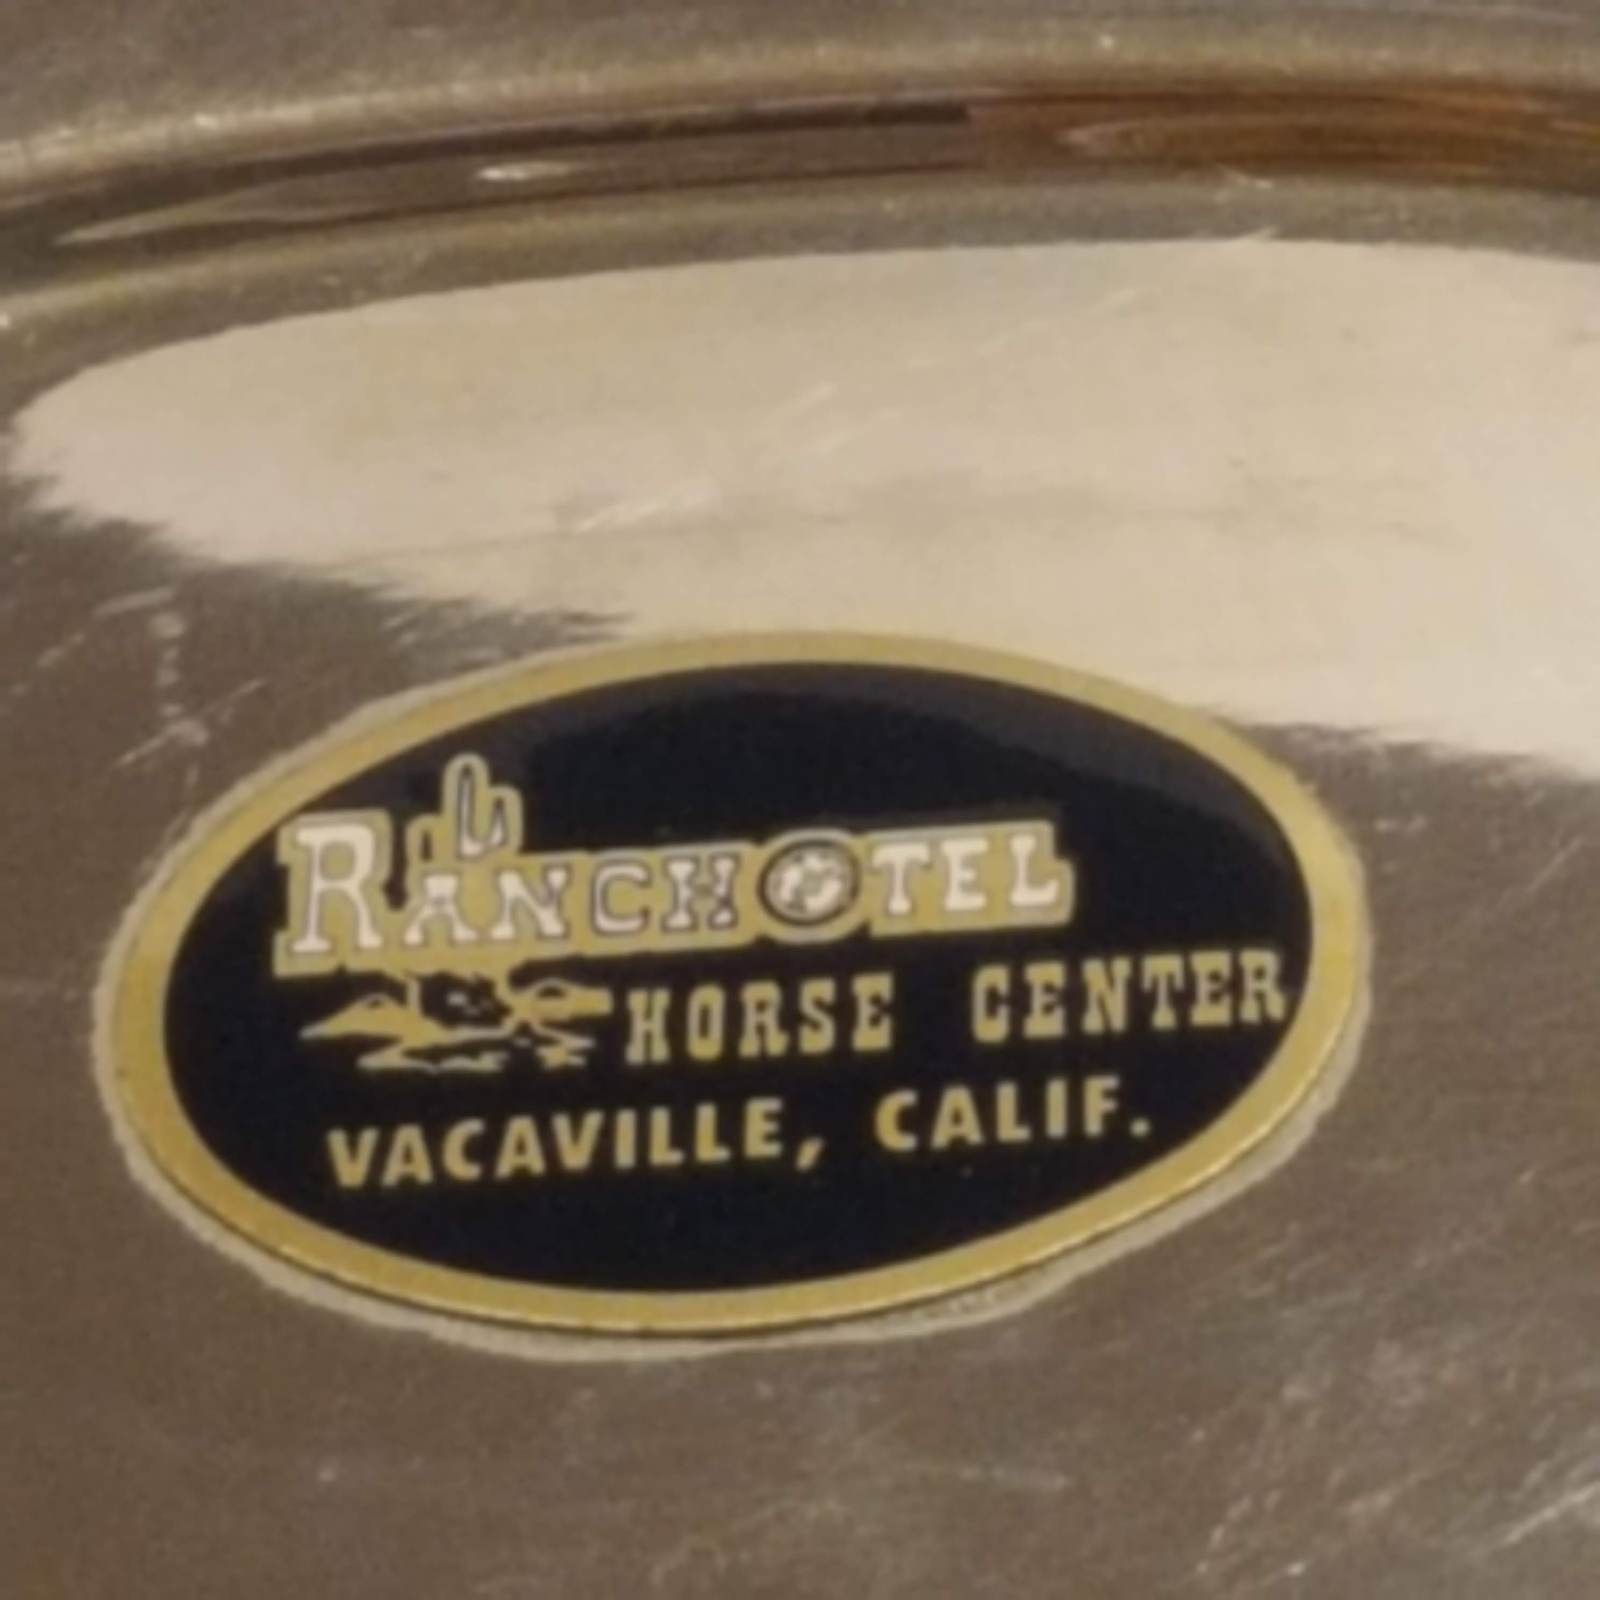 RANCHOTEL
HORSE CENTER
VACAVILLE, CALIF.